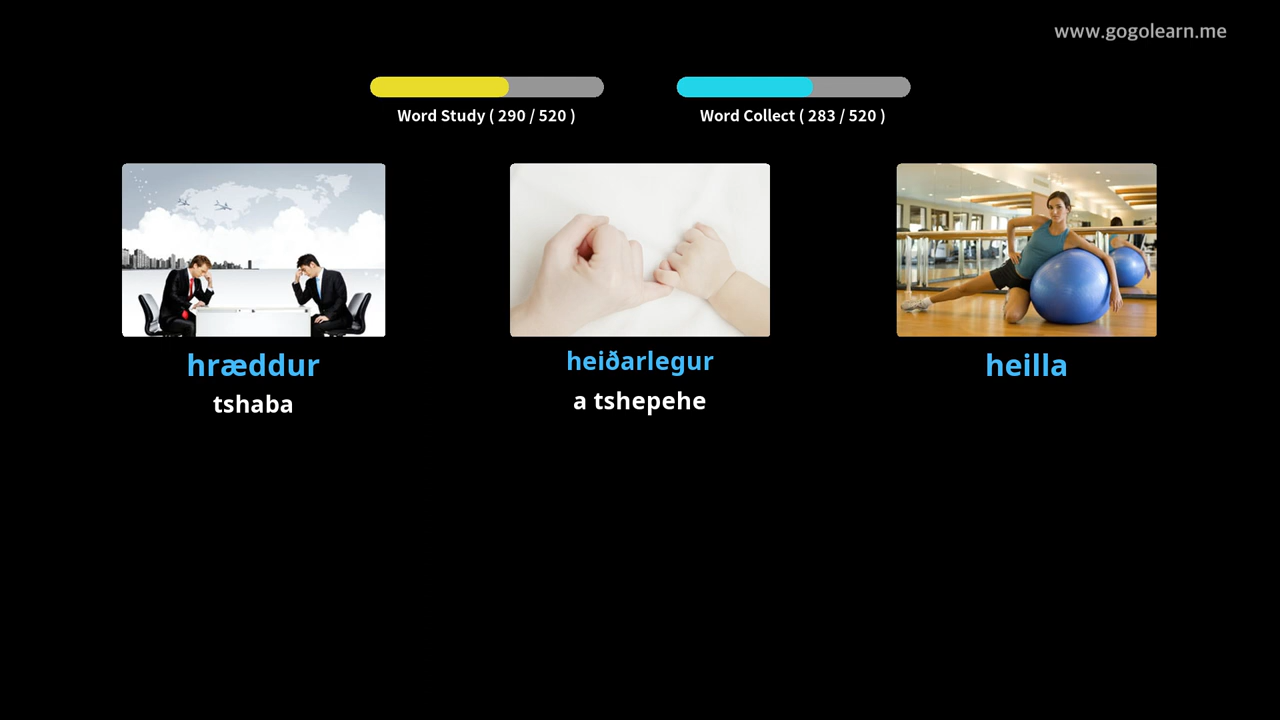 www.gogolearn.me
Word Study ( 290 / 520 )
Word Collect ( 283 / 520 )
hræddur
tshaba
heiðarlegur
a tshepehe
heilla